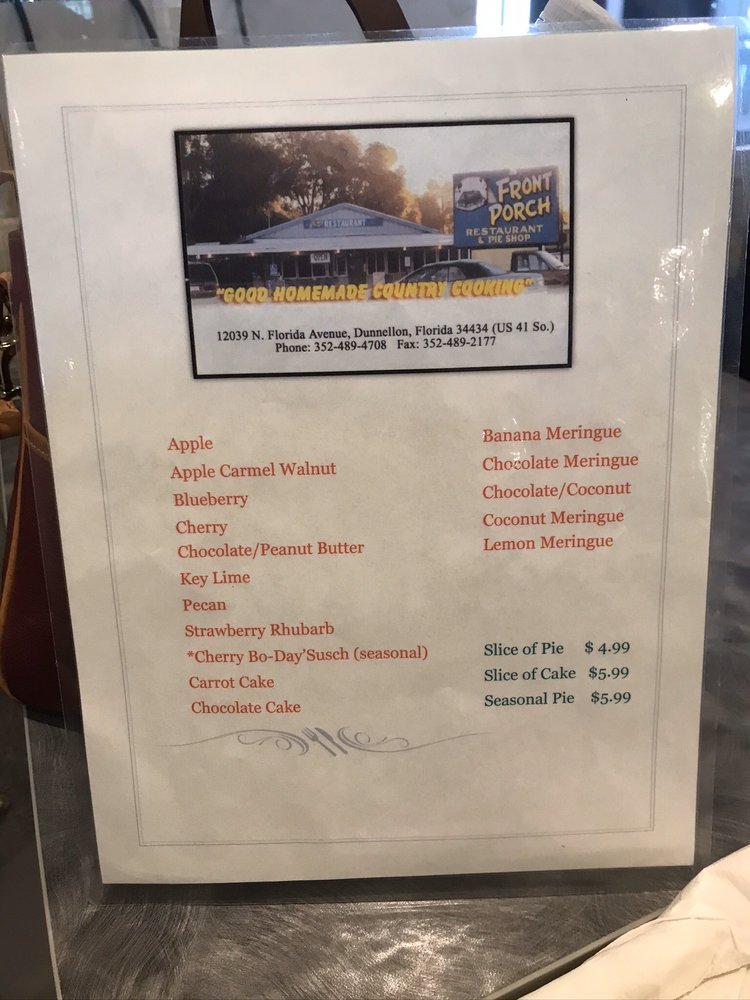 RESTAURANT
OPEN
FRONT
PORCH
RESTAURANT
& PIE SHOP
"GOOD HOMEMADE COUNTRY COOKING"
12039 N. Florida Avenue, Dunnellon, Florida 34434 (US 41 So.)
Phone: 352-489-4708 Fax: 352-489-2177
Apple
Apple Carmel Walnut
Blueberry
Cherry
Chocolate/Peanut Butter
Key Lime
Pecan
Strawberry Rhubarb
*Cherry Bo-Day'Susch (seasonal)
Carrot Cake
Chocolate Cake
Banana Meringue
Chocolate Meringue
Chocolate/Coconut
Coconut Meringue
Lemon Meringue
Slice of Pie $ 4.99
Slice of Cake $5.99
Seasonal Pie $5.99